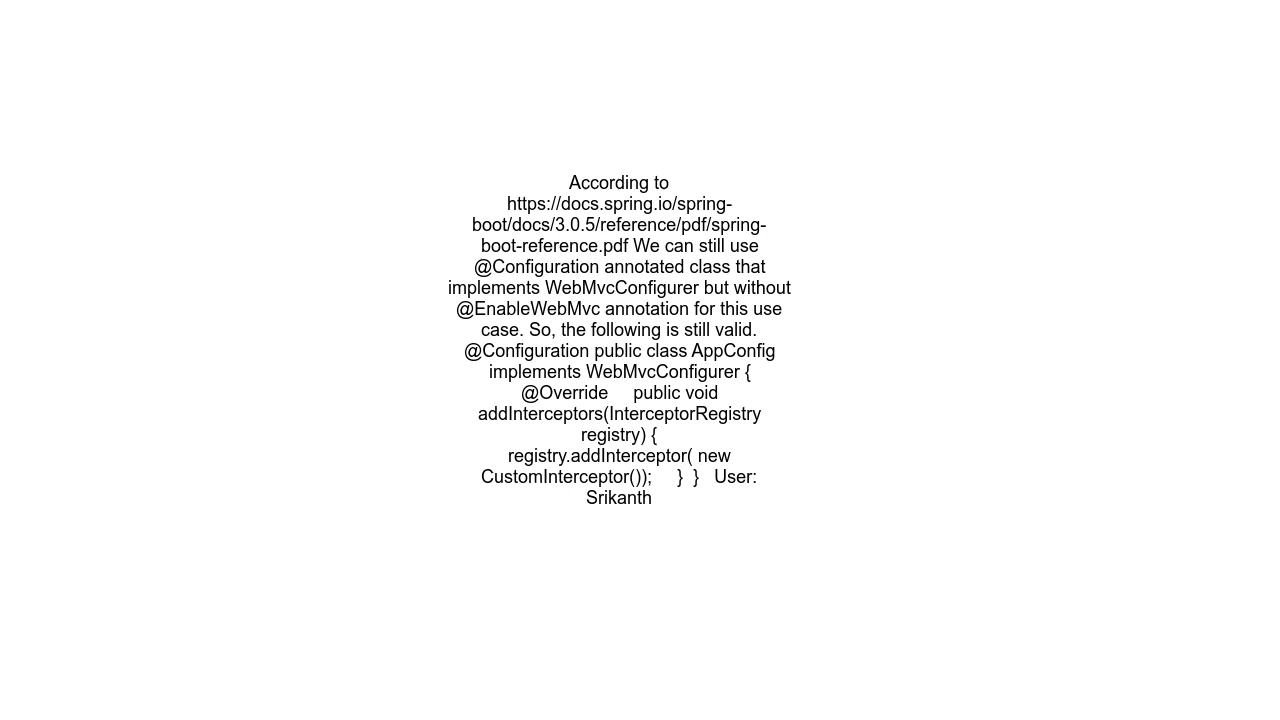 According to
https://docs.spring.io/spring-
boot/docs/3.0.5/reference/pdf/spring-
boot-reference.pdf We can still use
@Configuration annotated class that
implements WebMvcConfigurer but without
@EnableWebMvc annotation for this use
case. So, the following is still valid.
@Configuration public class AppConfig
implements WebMvcConfigurer {
@Override     public void
addInterceptors(InterceptorRegistry
registry) {
registry.addInterceptor( new
CustomInterceptor());     }  }   User:
Srikanth